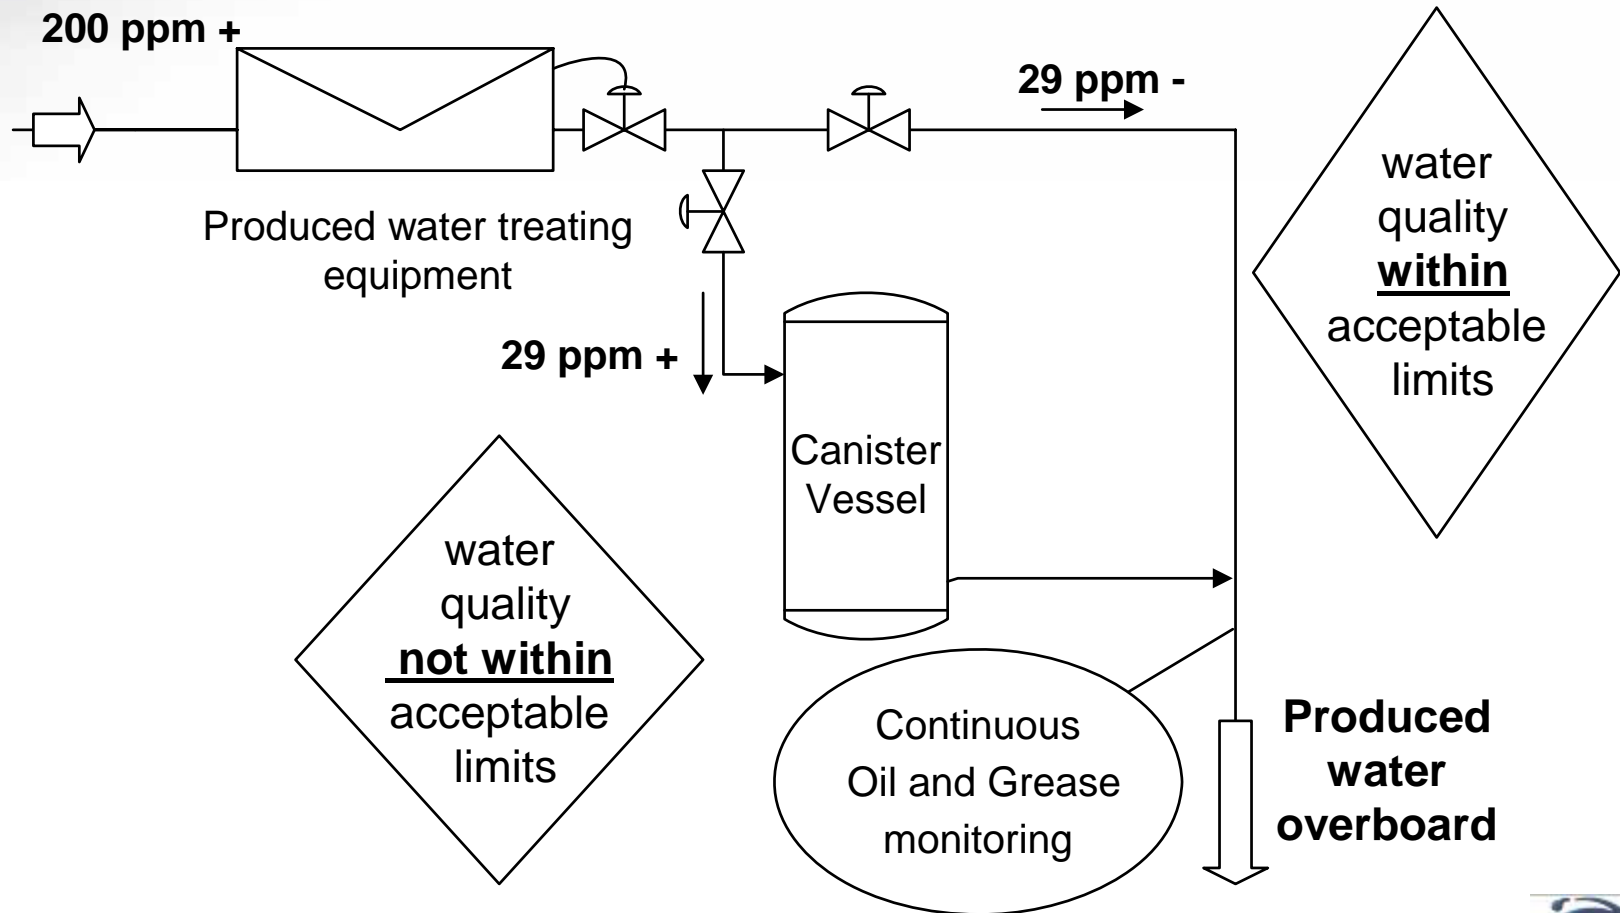 200 ppm +
29 ppm -
Produced water treating
equipment
water
quality
within
acceptable
limits
29 ppm +
Canister
Vessel
water
quality
not within
acceptable
limits
Continuous
Oil and Grease
monitoring
Produced
water
overboard